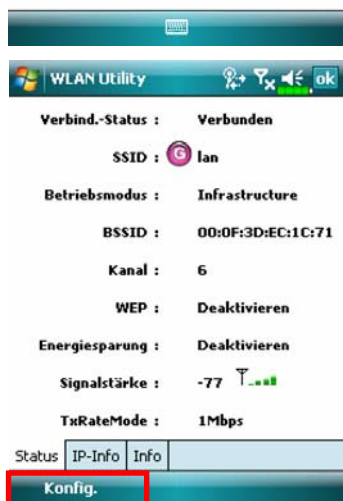 WLAN Utility ok
Verbind.-Status : Verbunden
SSID : G lan
Betriebsmodus : Infrastructure
BSSID : 00:0F:3D:EC:1C:71
Kanal : 6
WEP : Deaktivieren
Energiesparung : Deaktivieren
Signalstärke : -77
TxRateMode : 1Mbps
Status IP-Info Info
Konfig.